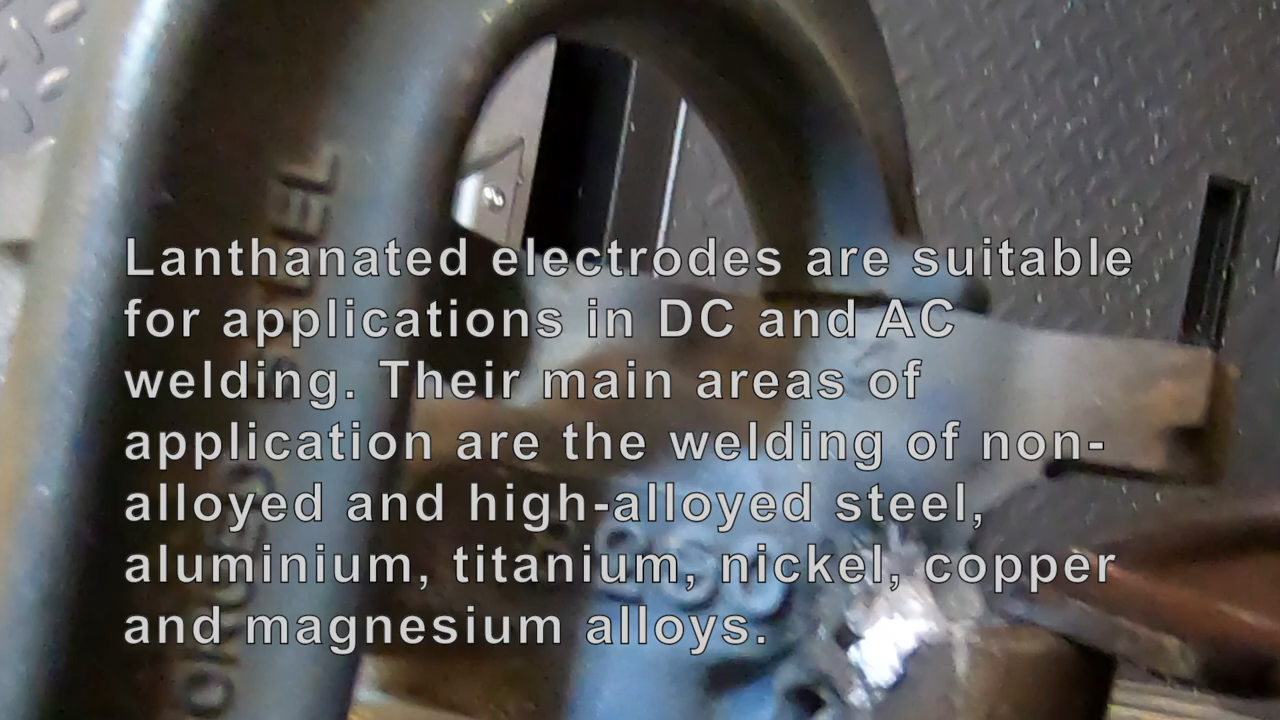 Lanthanated electrodes are suitable
for applications in DC and AC
welding. Their main areas of
application are the welding of non-
alloyed and high-alloyed steel,
aluminium, titanium, nickel, copper
and magnesium alloys.